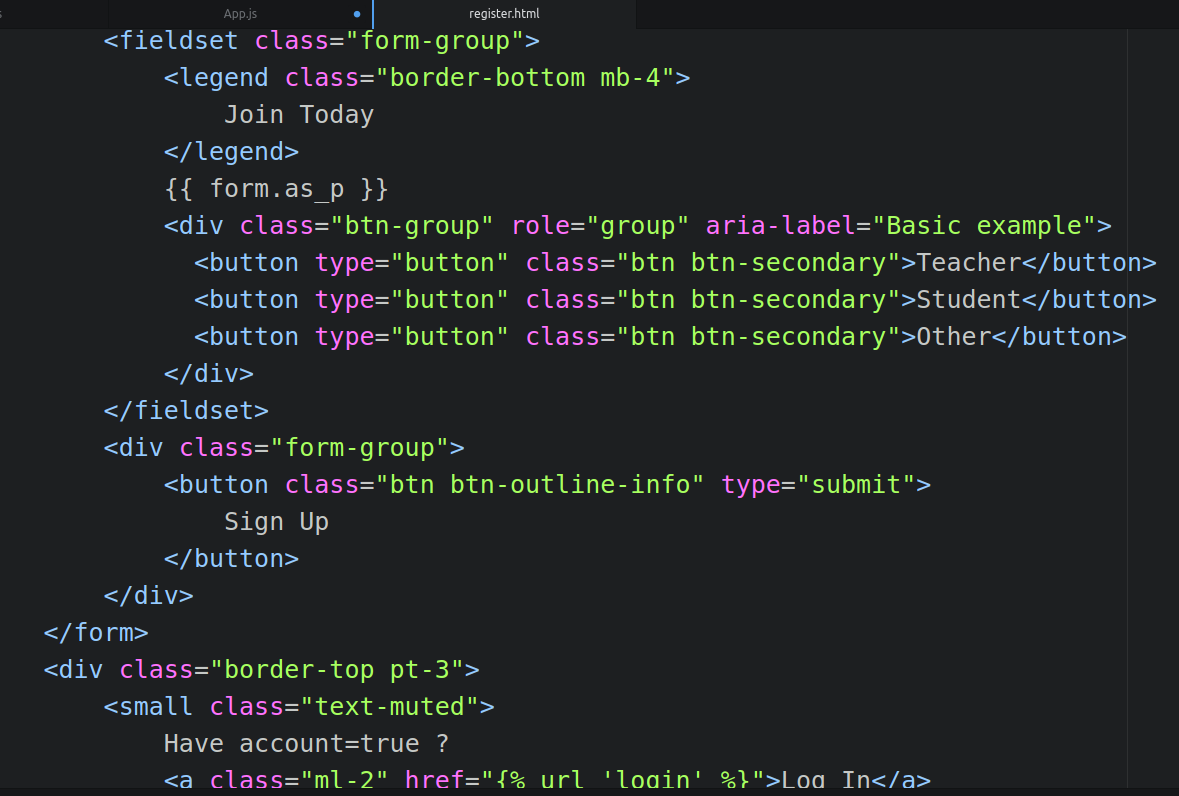 s App.js register.html
<fieldset class="form-group">
<legend class="border-bottom mb-4">
Join Today
</legend>
{{ form.as_p }}
<div class="btn-group" role="group" aria-label="Basic example">
<button type="button" class="btn btn-secondary">Teacher</button>
<button type="button" class="btn btn-secondary">Student</button>
<button type="button" class="btn btn-secondary">Other</button>
</div>
</fieldset>
<div class="form-group">
<button class="btn btn-outline-info" type="submit">
Sign Up
</button>
</div>
</form>
<div class="border-top pt-3">
<small class="text-muted">
Have account=true ?
<a class="ml-2" href="{% url 'login' %}">Log In</a>